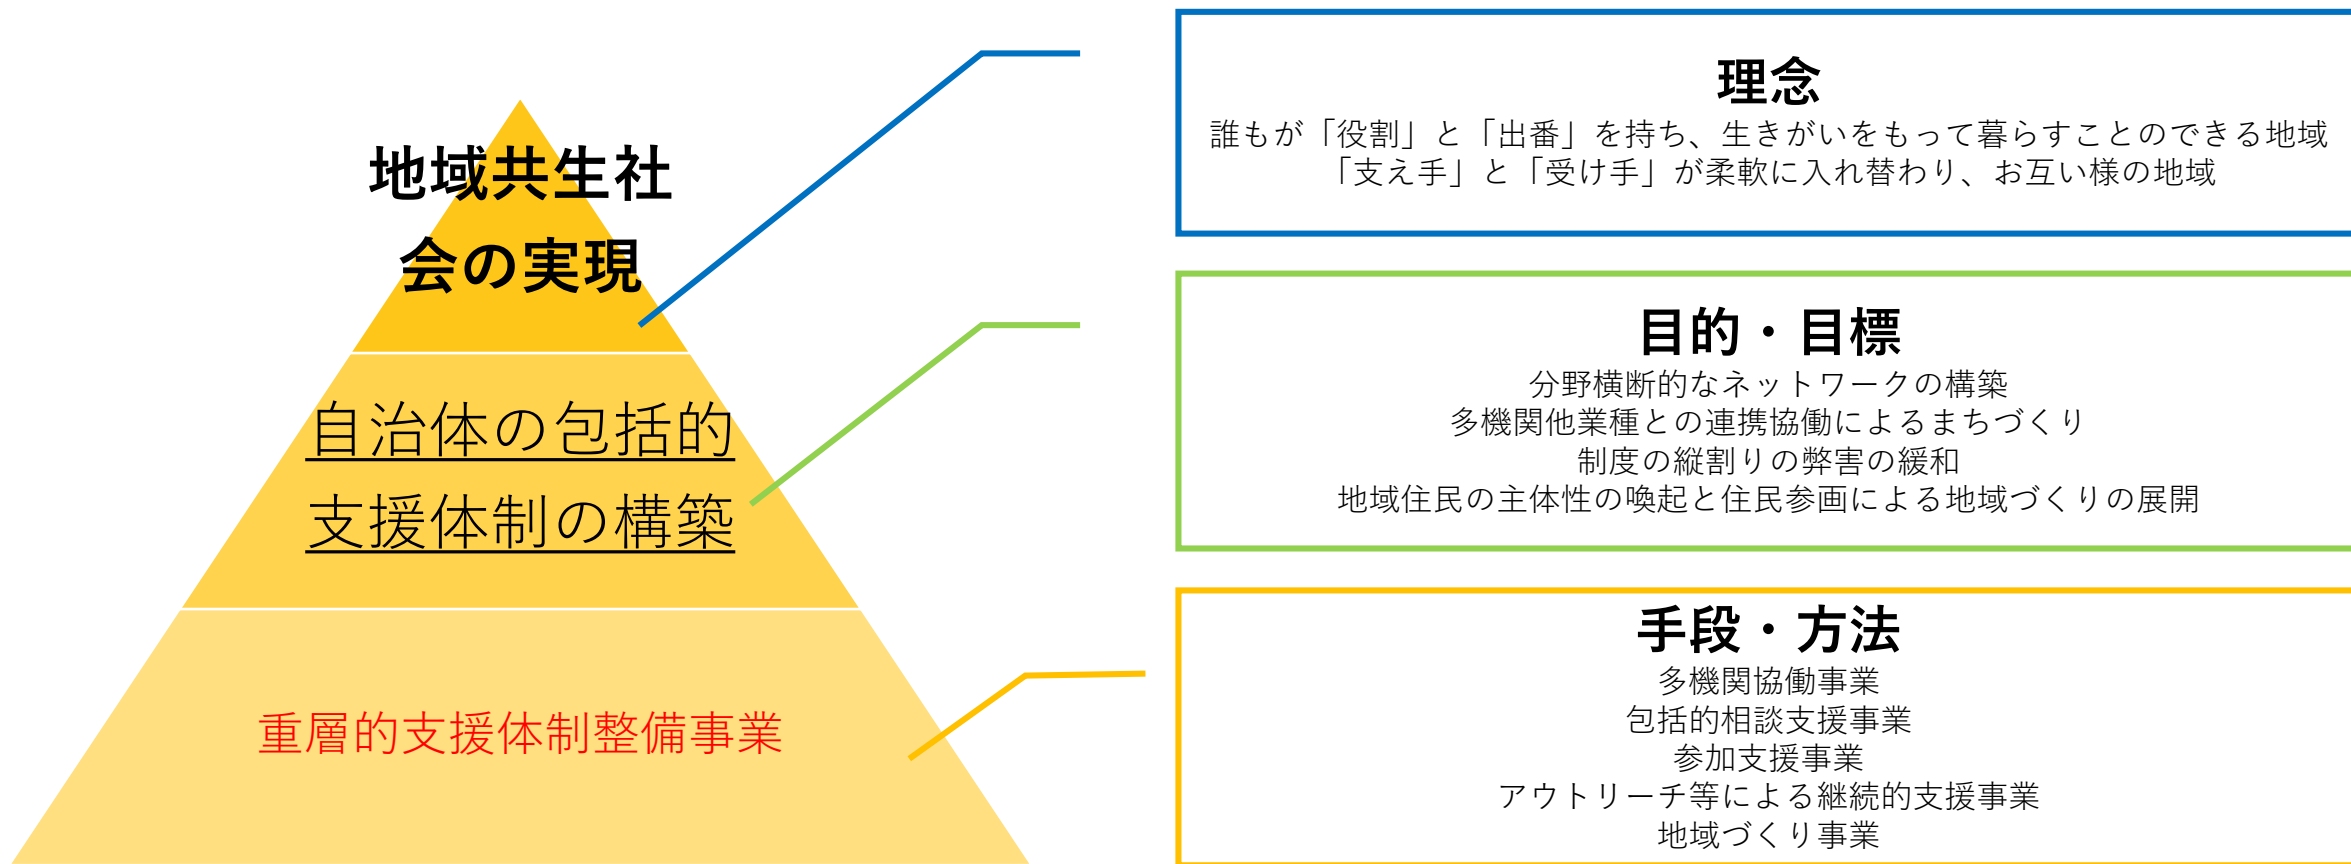 地域共生社
会の実現
自治体の包括的
支援体制の構築
重層的支援体制整備事業
理念
誰もが「役割」と「出番」を持ち、生きがいをもって暮らすことのできる地域
「支え手」と「受け手」が柔軟に入れ替わり、お互い様の地域
目的・目標
分野横断的なネットワークの構築
多機関他業種との連携協働によるまちづくり
制度の縦割りの弊害の緩和
地域住民の主体性の喚起と住民参画による地域づくりの展開
手段・方法
多機関協働事業
包括的相談支援事業
参加支援事業
アウトリーチ等による継続的支援事業
地域づくり事業